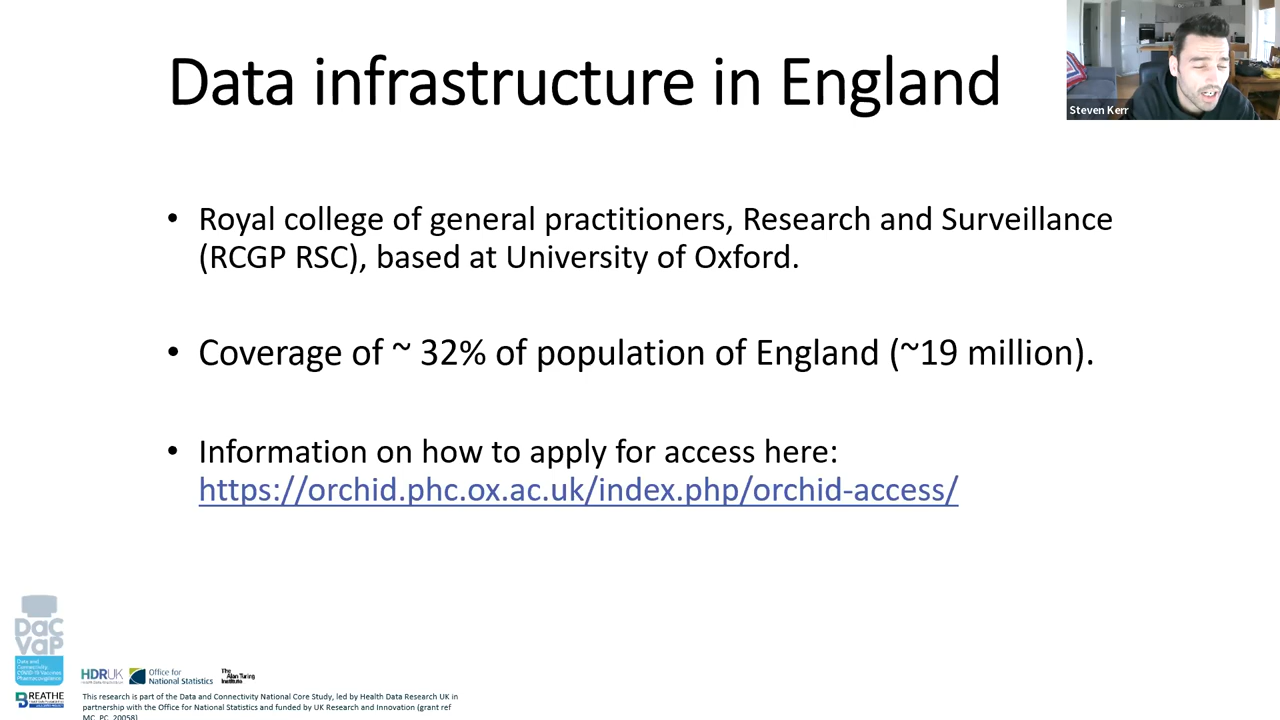 Data infrastructure in England
Steven Kerr
• Royal college of general practitioners, Research and Surveillance
(RCGP RSC), based at University of Oxford.
• Coverage of ~ 32% of population of England (~19 million).
• Information on how to apply for access here:
https://orchid.phc.ox.ac.uk/index.php/orchid-access/
DaC
VaP
Data and
Connectivity
COVID-19 Vaccines
Pharmacovigilance
HDRUK
Office for
National Statistics
The
Alan Turing
Institute
BREATHE
This research is part of the Data and Connectivity National Core Study, led by Health Data Research UK in
partnership with the Office for National Statistics and funded by UK Research and Innovation (grant ref
MC_PC_20058)